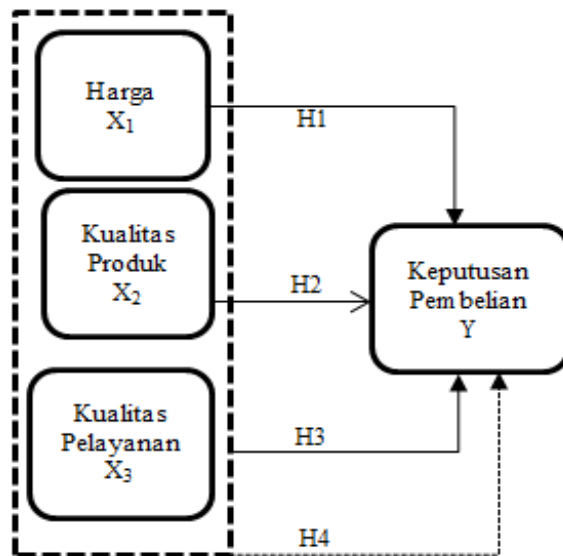 Harga
X₁
H1
Kualitas
Produk
X₂
H2
Keputusan
Pembelian
Y
Kualitas
Pelayanan
X₃
H3
H4